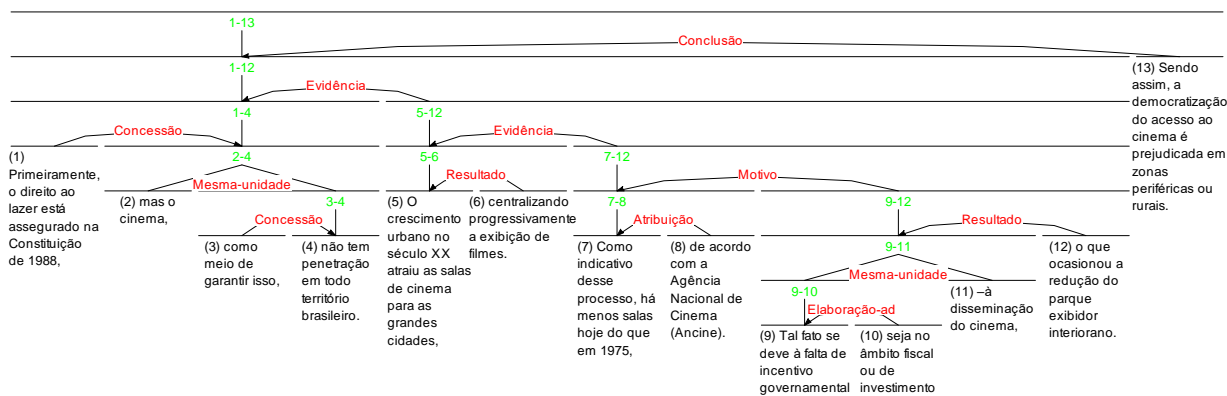 1-13
Conclusão
1-12
Evidência
1-4
5-12
Concessão
Evidência
2-4
5-6
7-12
Mesma-unidade
Resultado
Motivo
3-4
7-8
9-12
Concessão
Atribuição
Resultado
9-11
Mesma-unidade
9-10
Elaboração-ad
(1)
Primeiramente,
o direito ao
lazer está
assegurado na
Constituição
de 1988,
(2) mas o
cinema,
(3) como
meio de
garantir isso,
(4) não tem
penetração
em todo
território
brasileiro.
(5) O
crescimento
urbano no
século XX
atraiu as salas
de cinema
para as
grandes
cidades,
(6) centralizando
progressivamente
a exibição de
filmes.
(7) Como
indicativo
desse
processo, há
menos salas
hoje do que
em 1975,
(8) de acordo
com a
Agência
Nacional de
Cinema
(Ancine).
(9) Tal fato se
deve à falta de
incentivo
governamental
(10) seja no
âmbito fiscal
ou de
investimento
(11) –à
disseminação
do cinema,
(12) o que
ocasionou a
redução do
parque
exibidor
interiorano.
(13) Sendo
assim, a
democratização
do acesso ao
cinema é
prejudicada em
zonas
periféricas ou
rurais.